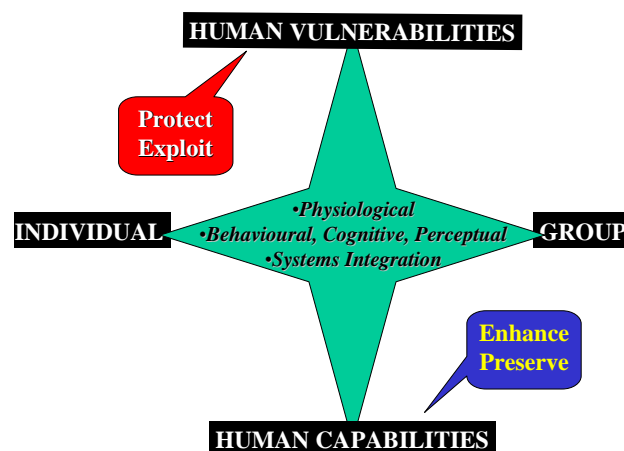 HUMAN VULNERABILITIES
Protect
Exploit
•Physiological
•Behavioural, Cognitive, Perceptual
•Systems Integration
INDIVIDUAL
GROUP
Enhance
Preserve
HUMAN CAPABILITIES